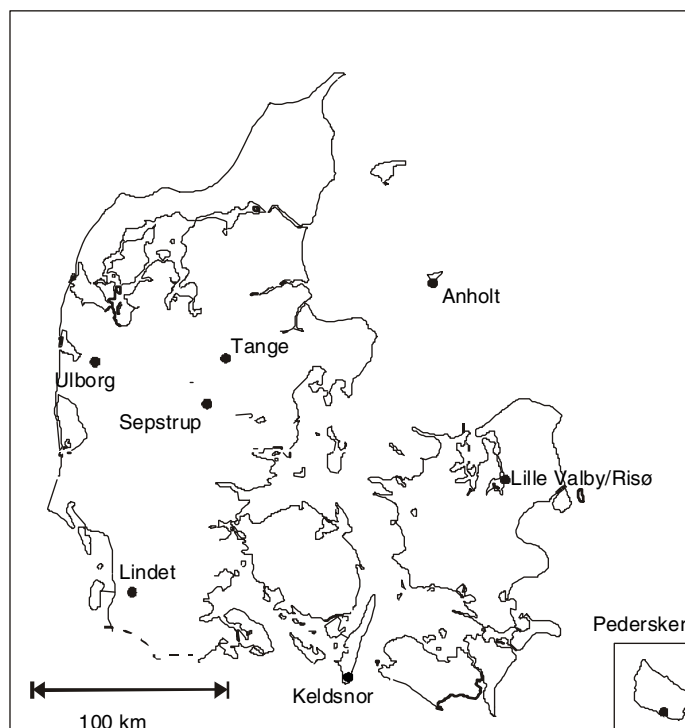 Anholt
Tange
Ulborg
Sepstrup
Lille Valby/Risø
Lindet
Pedersker
Keldsnor
100 km